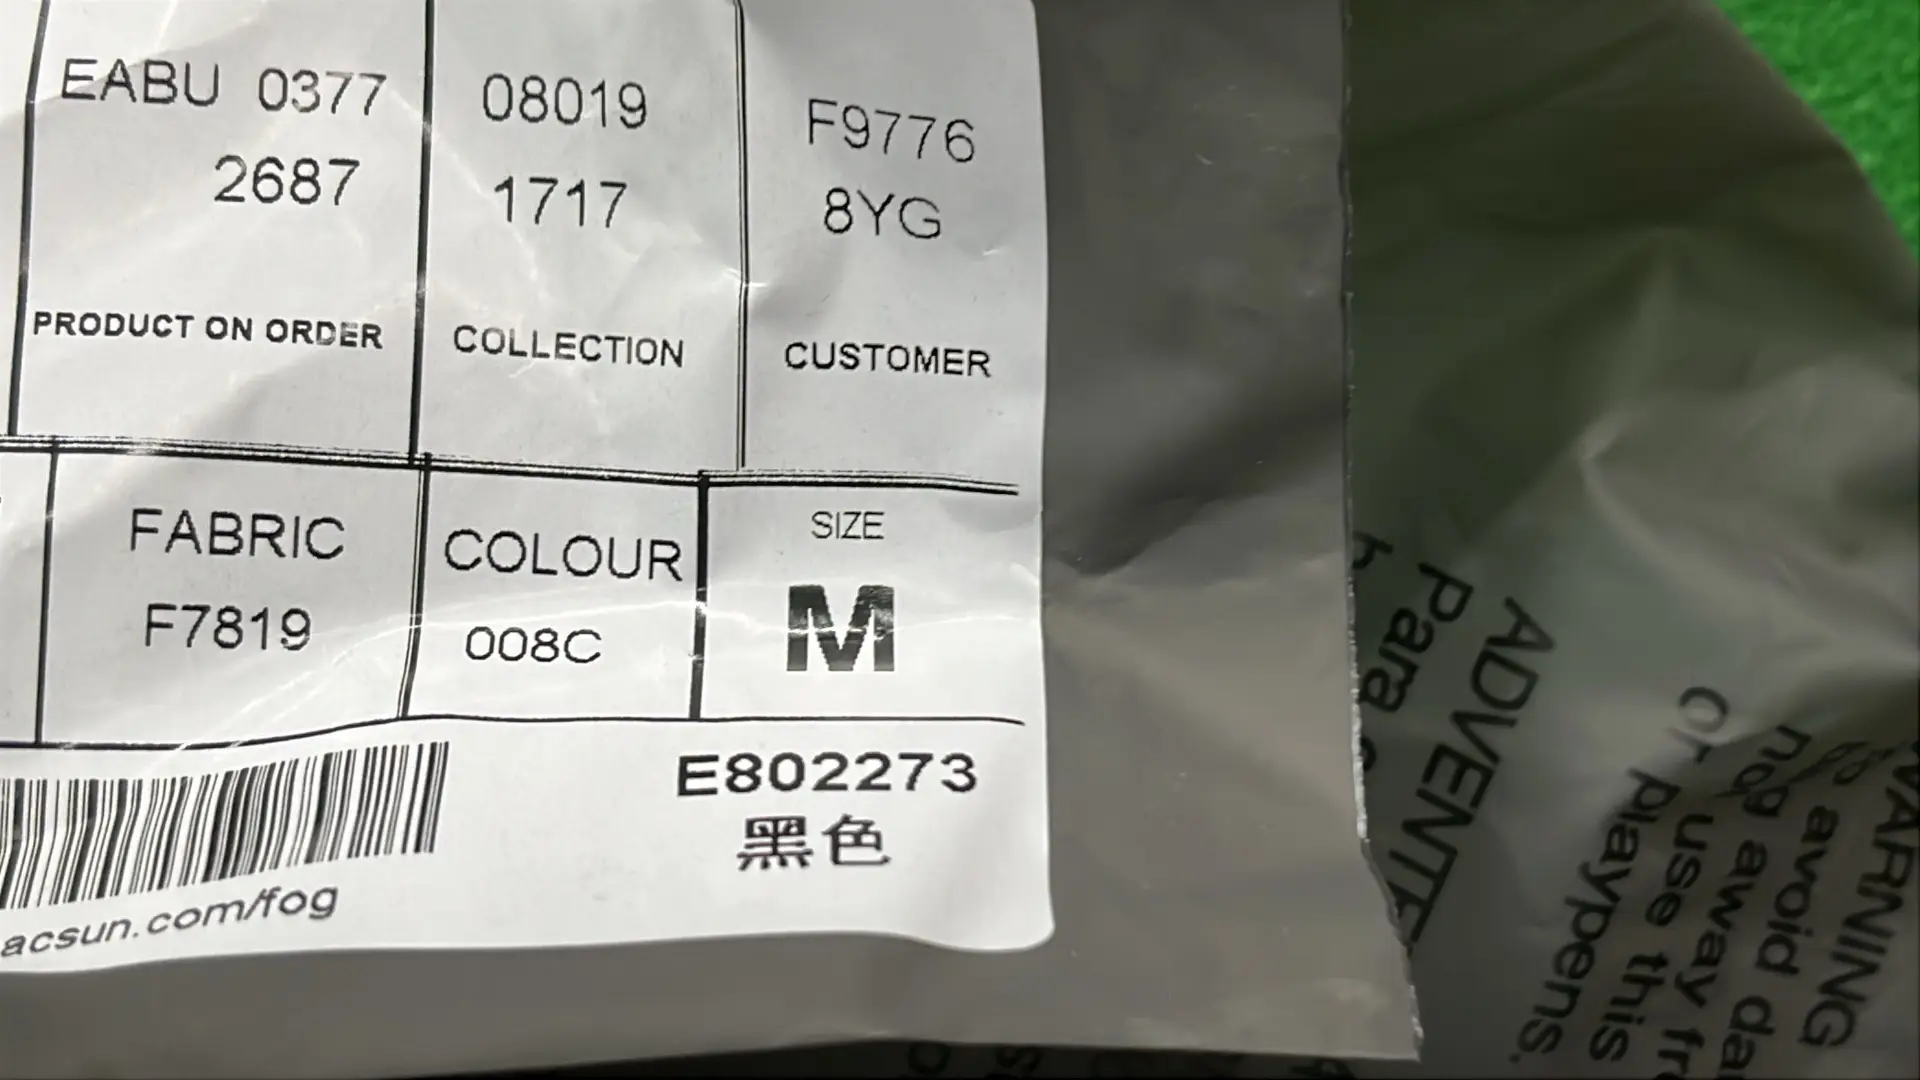 EABU 0377
2687
PRODUCT ON ORDER
08019
1717
COLLECTION
F9776
8YG
CUSTOMER
FABRIC
F7819
COLOUR
008C
SIZE
M
E802273
黑色
acsun.com/fog
Para
WARNING
avoid
away
use this
or playpens.